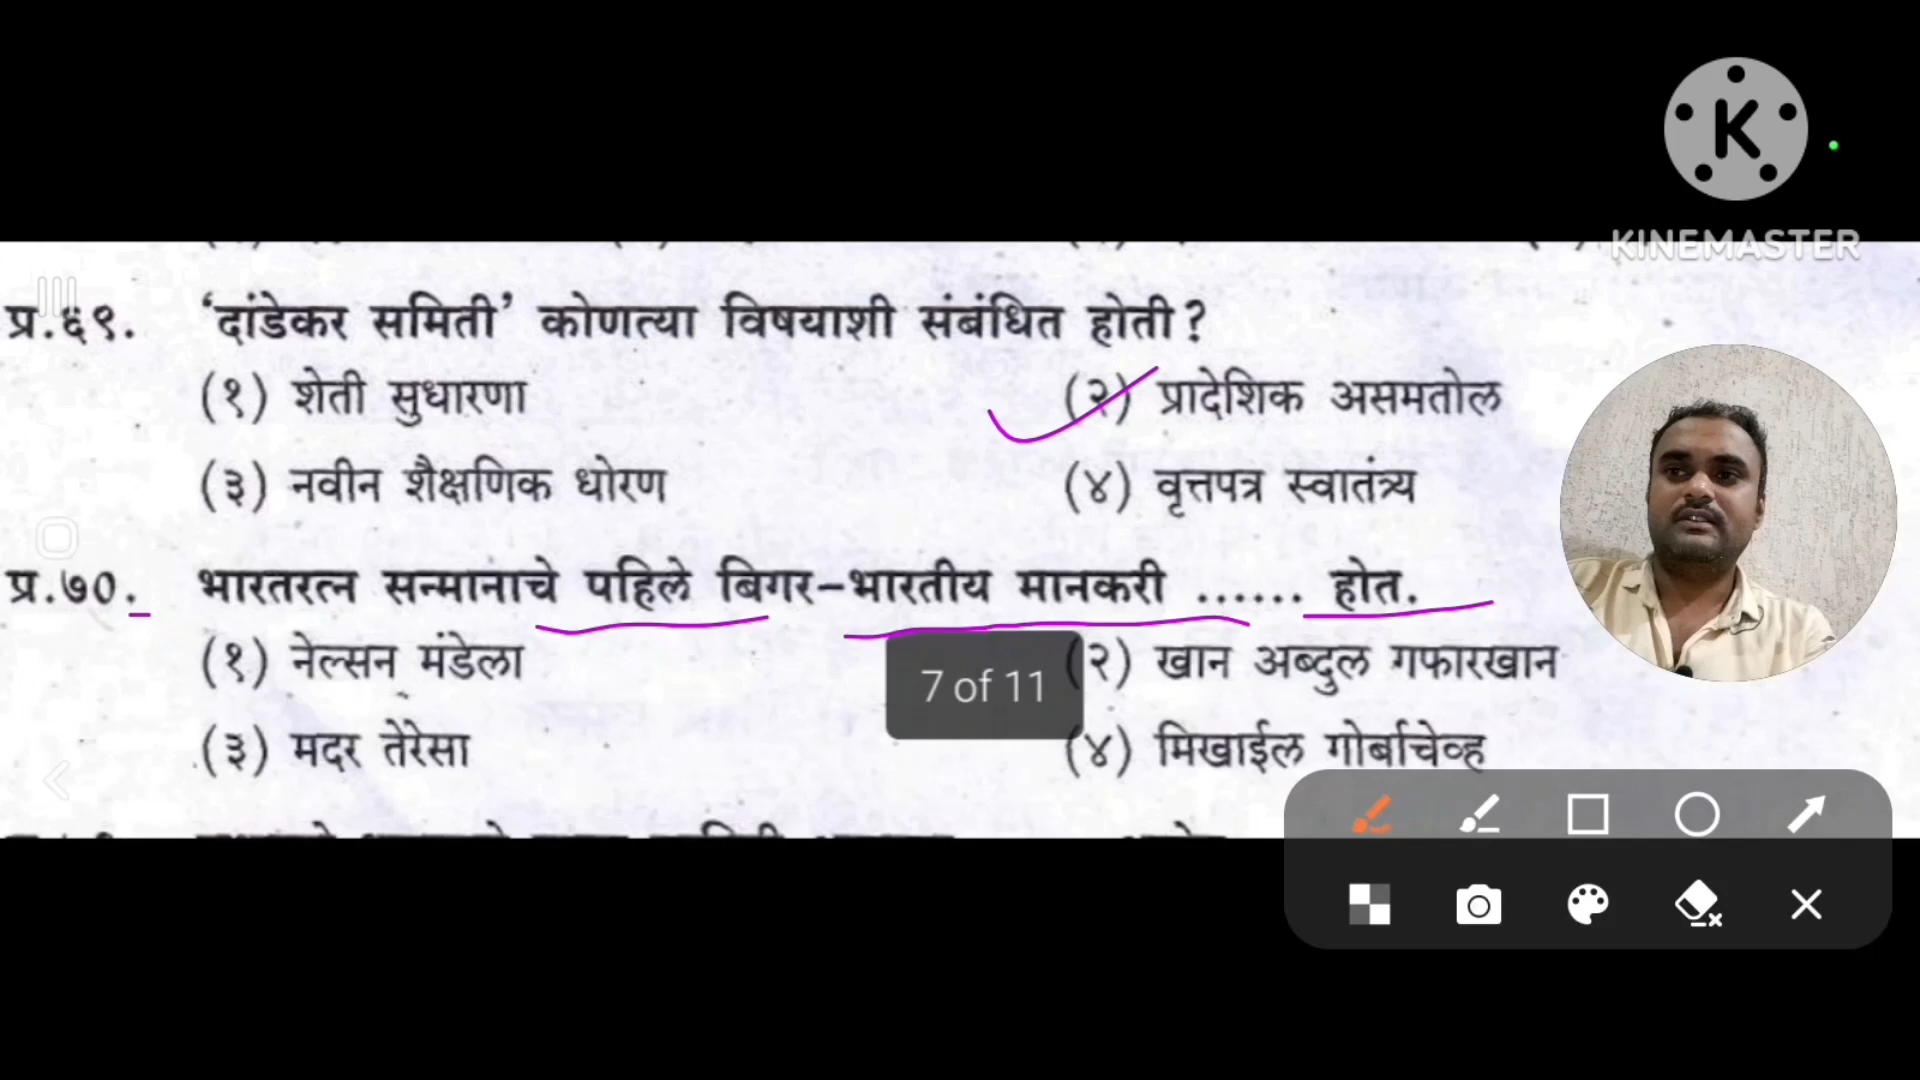 K
KINEMASTER
प्र.६९. ‘दांडेकर समिती’ कोणत्या विषयाशी संबंधित होती?
(१) शेती सुधारणा (२) प्रादेशिक असमतोल
(३) नवीन शैक्षणिक धोरण (४) वृत्तपत्र स्वातंत्र्य
प्र.७०. भारतरत्न सन्मानाचे पहिले बिगर-भारतीय मानकरी ...... होत.
(१) नेल्सन मंडेला (२) खान अब्दुल गफारखान
7 of 11
(३) मदर तेरेसा (४) मिखाईल गोर्बाचेव्ह